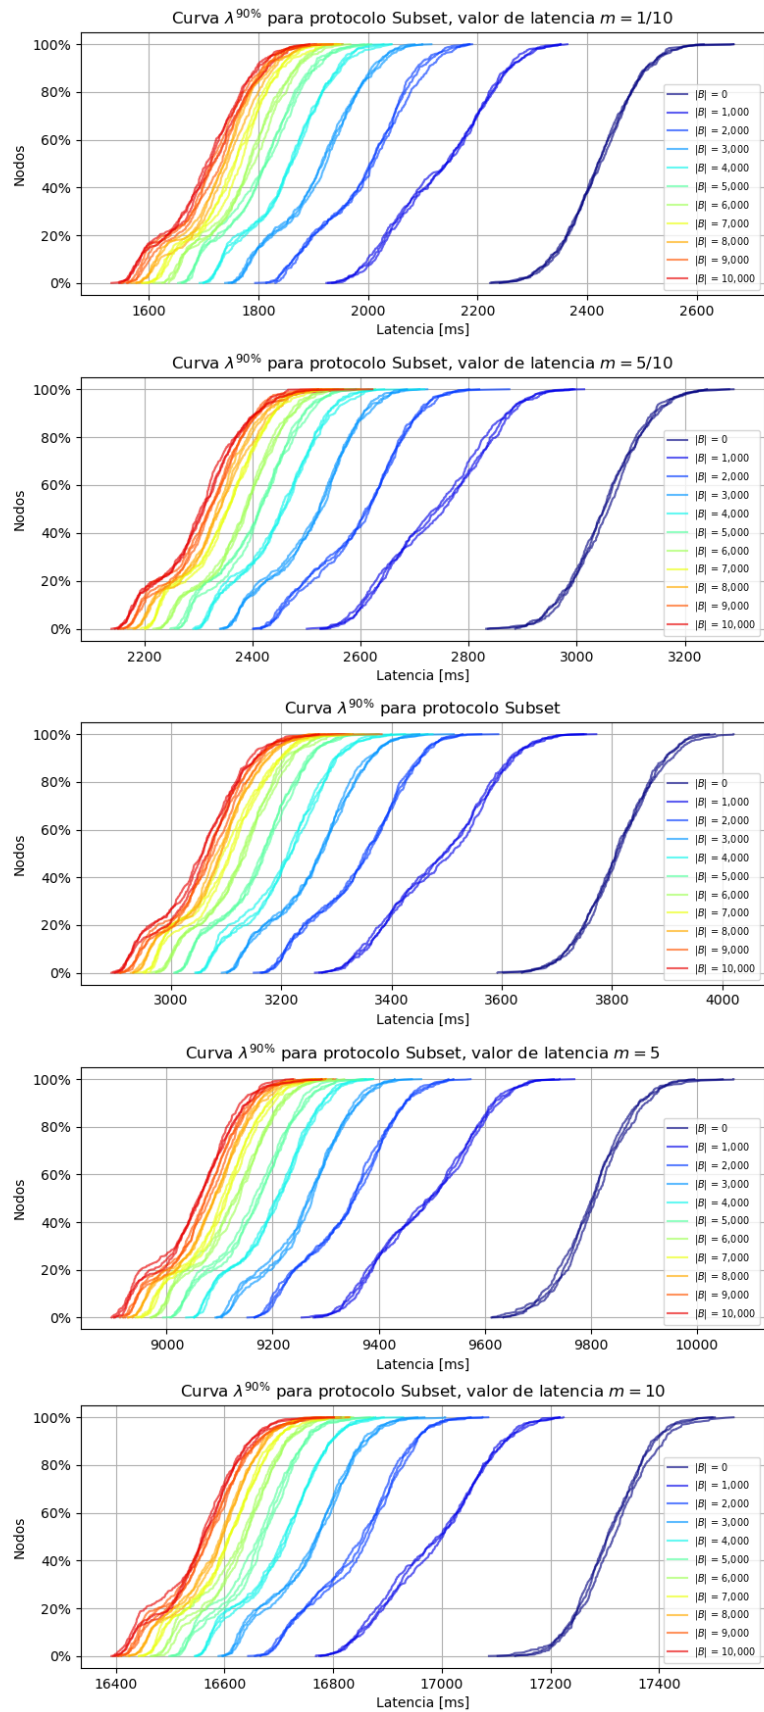 Curva λ^90% para protocolo Subset, valor de latencia m = 1/10
100%
80%
60%
40%
20%
0%
Nodos
|B| = 0
|B| = 1,000
|B| = 2,000
|B| = 3,000
|B| = 4,000
|B| = 5,000
|B| = 6,000
|B| = 7,000
|B| = 8,000
|B| = 9,000
|B| = 10,000
1600 1800 2000 2200 2400 2600
Latencia [ms]
Curva λ^90% para protocolo Subset, valor de latencia m = 5/10
100%
80%
60%
40%
20%
0%
Nodos
|B| = 0
|B| = 1,000
|B| = 2,000
|B| = 3,000
|B| = 4,000
|B| = 5,000
|B| = 6,000
|B| = 7,000
|B| = 8,000
|B| = 9,000
|B| = 10,000
2200 2400 2600 2800 3000 3200
Latencia [ms]
Curva λ^90% para protocolo Subset
100%
80%
60%
40%
20%
0%
Nodos
|B| = 0
|B| = 1,000
|B| = 2,000
|B| = 3,000
|B| = 4,000
|B| = 5,000
|B| = 6,000
|B| = 7,000
|B| = 8,000
|B| = 9,000
|B| = 10,000
3000 3200 3400 3600 3800 4000
Latencia [ms]
Curva λ^90% para protocolo Subset, valor de latencia m = 5
100%
80%
60%
40%
20%
0%
Nodos
|B| = 0
|B| = 1,000
|B| = 2,000
|B| = 3,000
|B| = 4,000
|B| = 5,000
|B| = 6,000
|B| = 7,000
|B| = 8,000
|B| = 9,000
|B| = 10,000
9000 9200 9400 9600 9800 10000
Latencia [ms]
Curva λ^90% para protocolo Subset, valor de latencia m = 10
100%
80%
60%
40%
20%
0%
Nodos
|B| = 0
|B| = 1,000
|B| = 2,000
|B| = 3,000
|B| = 4,000
|B| = 5,000
|B| = 6,000
|B| = 7,000
|B| = 8,000
|B| = 9,000
|B| = 10,000
16400 16600 16800 17000 17200 17400
Latencia [ms]